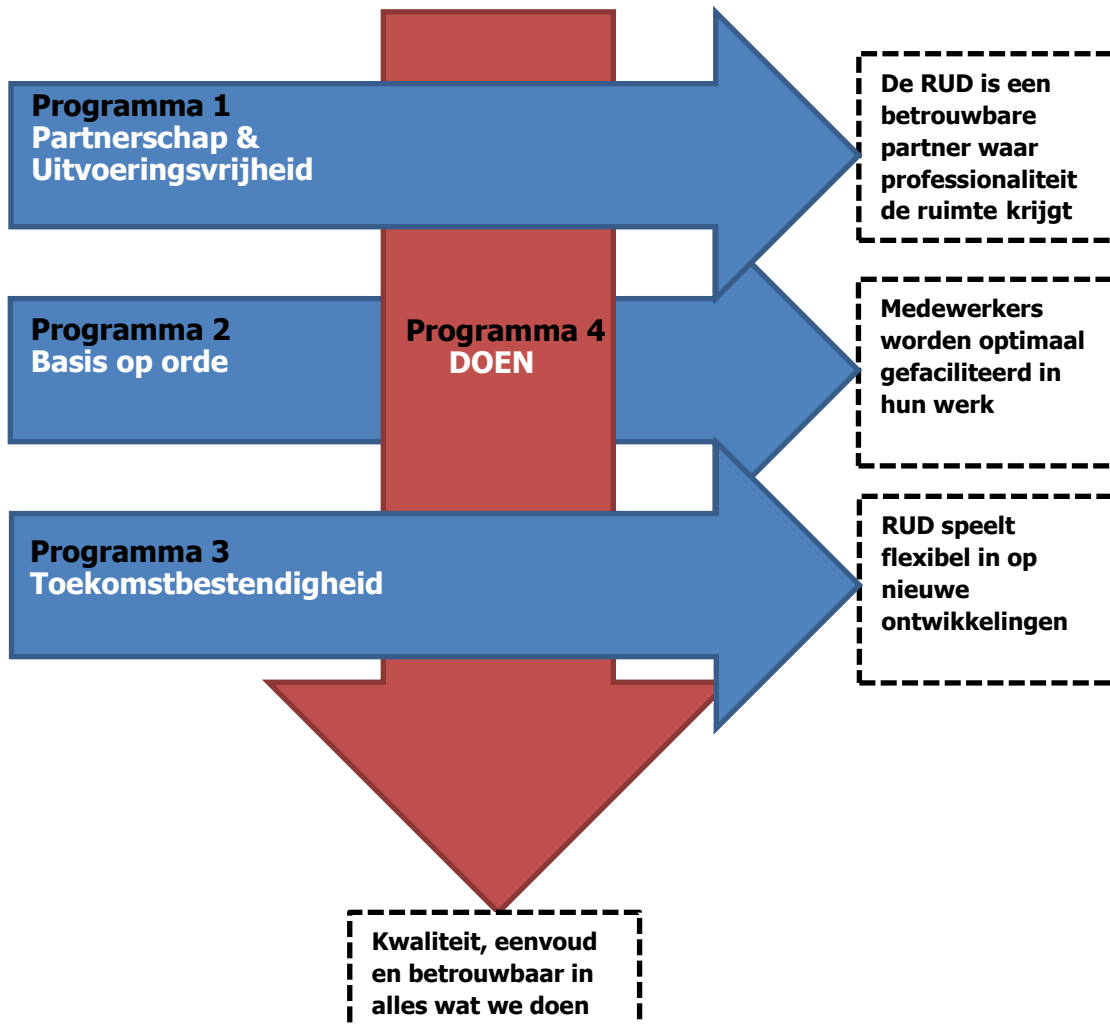 Programma 1
Partnerschap &
Uitvoeringsvrijheid
De RUD is een
betrouwbare
partner waar
professionaliteit
de ruimte krijgt
Programma 2
Basis op orde
Programma 4
DOEN
Medewerkers
worden optimaal
gefaciliteerd in
hun werk
Programma 3
Toekomstbestendigheid
RUD speelt
flexibel in op
nieuwe
ontwikkelingen
Kwaliteit, eenvoud
en betrouwbaar in
alles wat we doen